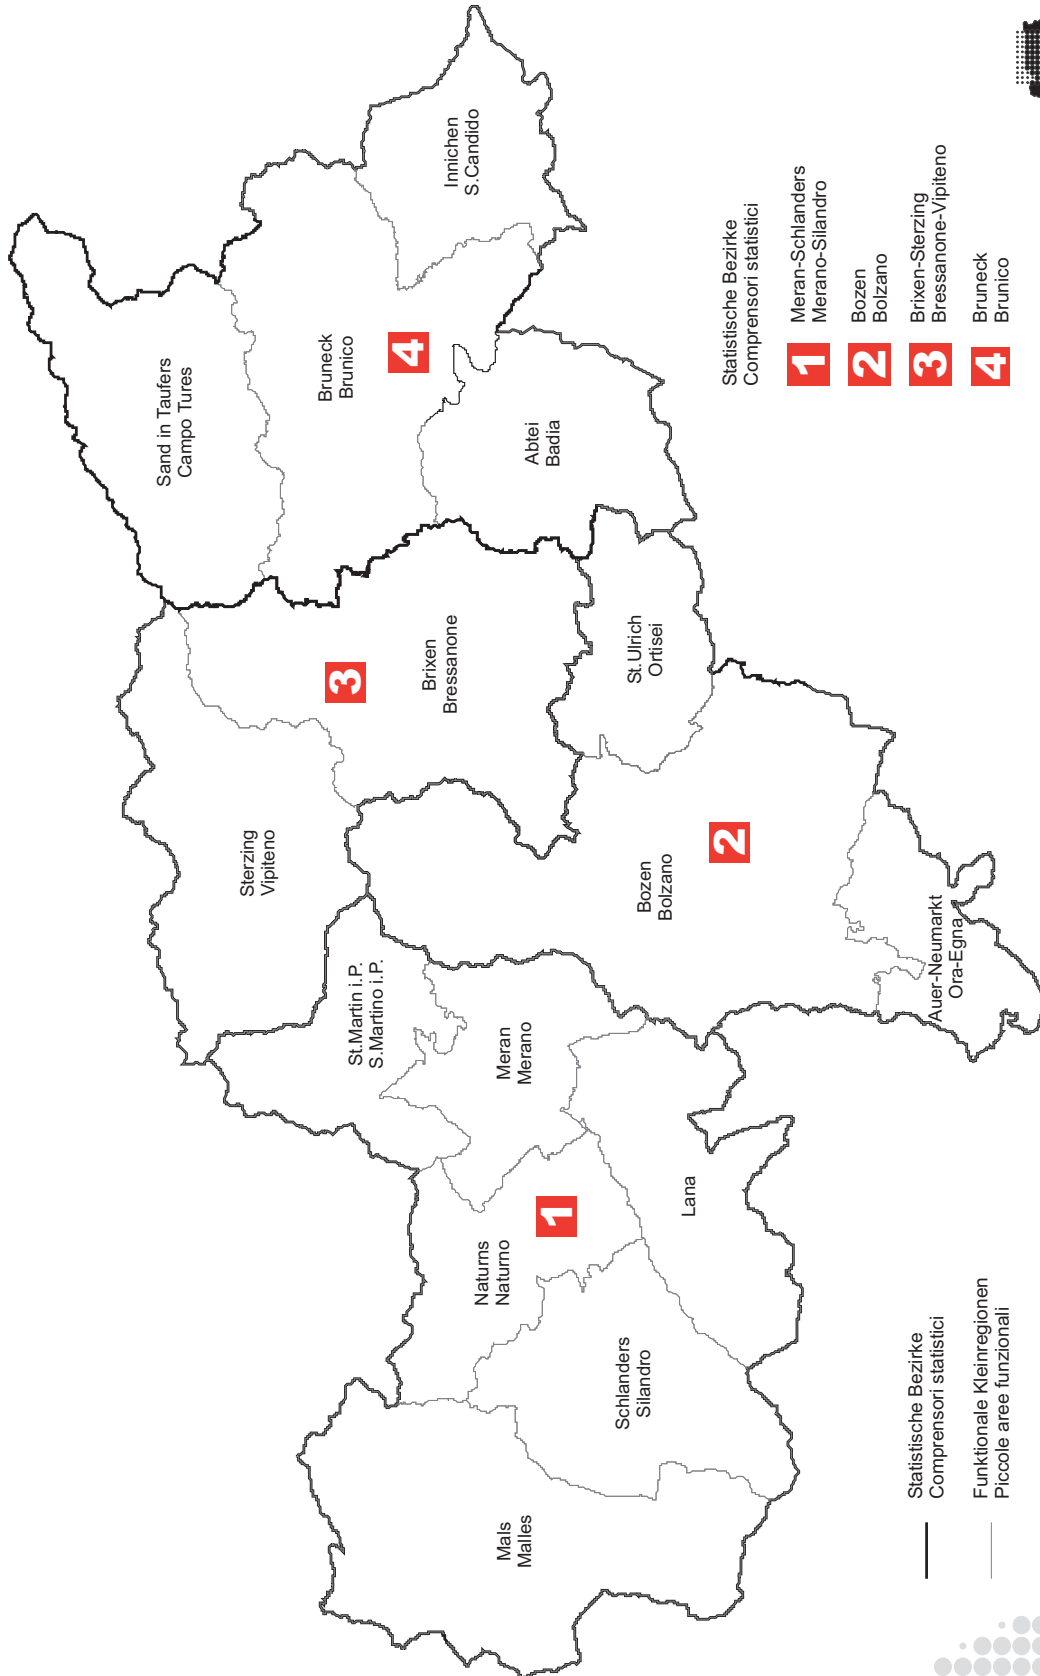 Sand in Taufers
Campo Tures
Innichen
S.Candido
Bruneck
Brunico
4
Abtei
Badia
Sterzing
Vipiteno
3
Brixen
Bressanone
St.Ulrich
Ortisei
St.Martin i.P.
S.Martino i.P.
Meran
Merano
Bozen
Bolzano
2
Auer-Neumarkt
Ora-Egna
Naturns
Naturno
1
Lana
Schlanders
Silandro
Mals
Malles
Statistische Bezirke
Comprensori statistici
1
Meran-Schlanders
Merano-Silandro
2
Bozen
Bolzano
3
Brixen-Sterzing
Bressanone-Vipiteno
4
Bruneck
Brunico
Statistische Bezirke
Comprensori statistici
Funktionale Kleinregionen
Piccole aree funzionali